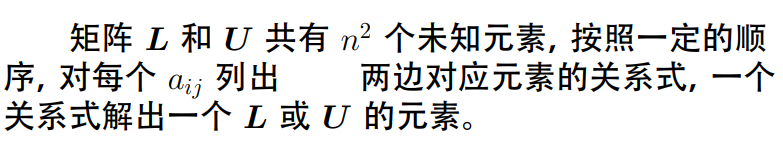 矩阵 L 和 U 共有 n² 个未知元素, 按照一定的顺
序, 对每个 aᵢⱼ 列出 两边对应元素的关系式, 一个
关系式解出一个 L 或 U 的元素。